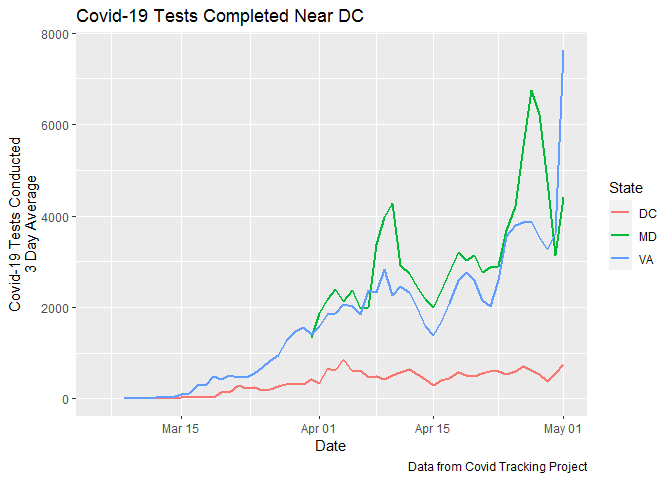 Covid-19 Tests Completed Near DC
Covid-19 Tests Conducted
3 Day Average
8000
6000
4000
2000
0
Mar 15
Apr 01
Apr 15
May 01
Date
State
DC
MD
VA
Data from Covid Tracking Project